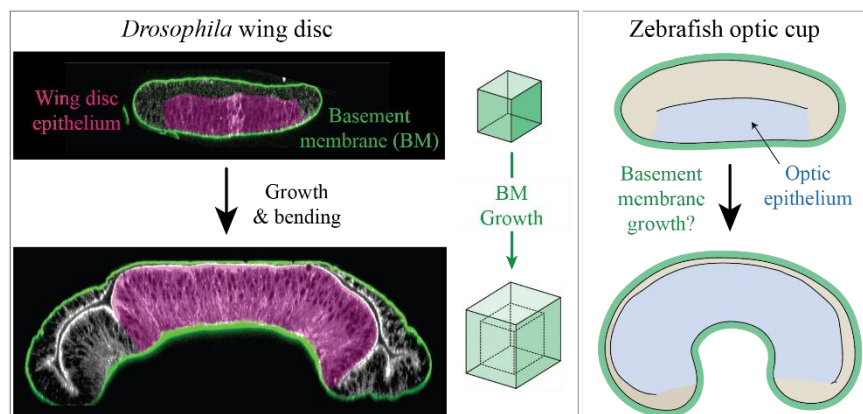 Drosophila wing disc
Wing disc
epithelium
Basement
membrane (BM)
Growth
& bending
BM
Growth
Zebrafish optic cup
Basement
membrane
growth?
Optic
epithelium